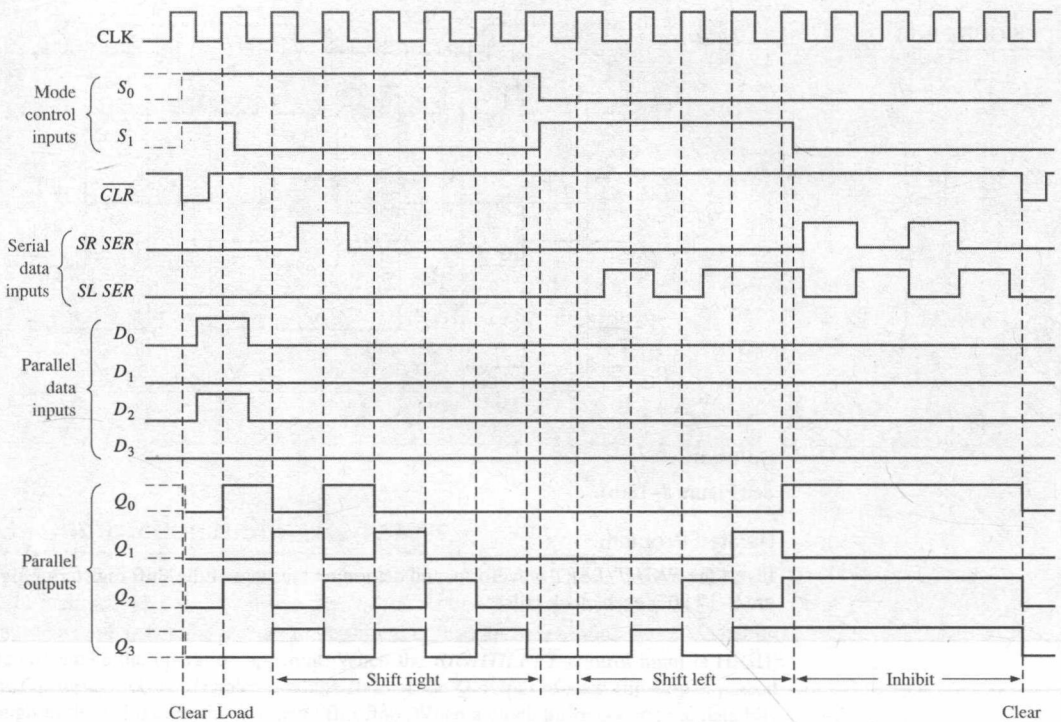 CLK
Mode
control
inputs
S0
S1
CLR
Serial
data
inputs
SR SER
SL SER
Parallel
data
inputs
D0
D1
D2
D3
Parallel
outputs
Q0
Q1
Q2
Q3
Shift right
Shift left
Inhibit
Clear
Load
Clear